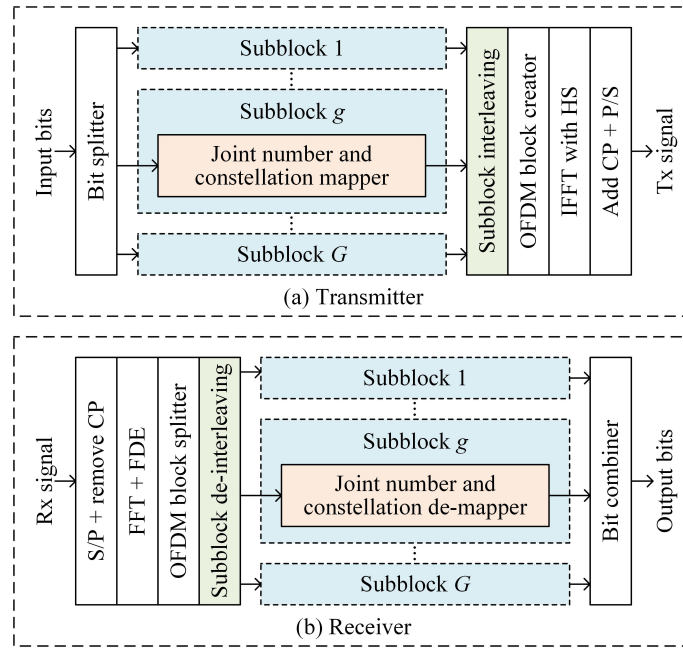 Input bits
Bit splitter
Subblock 1
Subblock g
Joint number and
constellation mapper
Subblock G
Subblock interleaving
OFDM block creator
IFFT with HS
Add CP + P/S
Tx signal
(a) Transmitter
Rx signal
S/P + remove CP
FFT + FDE
OFDM block splitter
Subblock de-interleaving
Subblock 1
Subblock g
Joint number and
constellation de-mapper
Subblock G
Bit combiner
Output bits
(b) Receiver